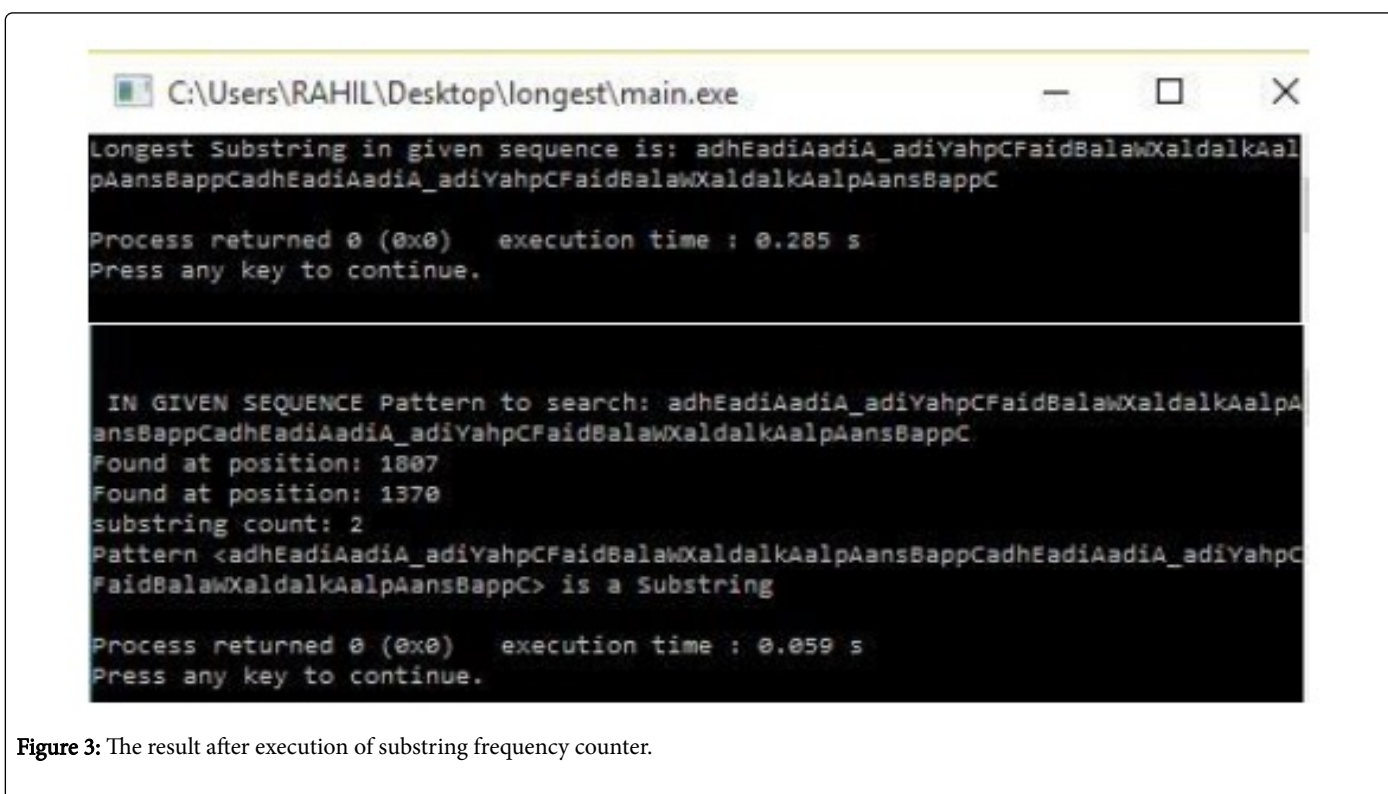 C:\Users\RAHIL\Desktop\longest\main.exe
Longest Substring in given sequence is: adhEadiAadiA_adiYahpCFaidBalaWXaldalkAal
pAansBappCadhEadiAadiA_adiYahpCFaidBalaWXaldalkAalpAansBappC
Process returned 0 (0x0)   execution time : 0.285 s
Press any key to continue.
IN GIVEN SEQUENCE Pattern to search: adhEadiAadiA_adiYahpCFaidBalaWXaldalkAalpA
ansBappCadhEadiAadiA_adiYahpCFaidBalaWXaldalkAalpAansBappC
Found at position: 1807
Found at position: 1370
substring count: 2
Pattern <adhEadiAadiA_adiYahpCFaidBalaWXaldalkAalpAansBappCadhEadiAadiA_adiYahpC
FaidBalaWXaldalkAalpAansBappC> is a Substring
Process returned 0 (0x0)   execution time : 0.059 s
Press any key to continue.
Figure 3: The result after execution of substring frequency counter.